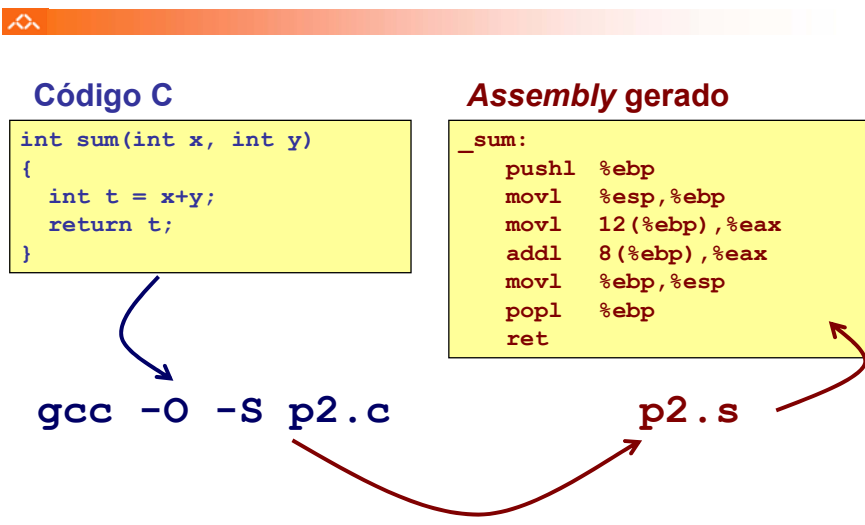 Código C
int sum(int x, int y)
{
  int t = x+y;
  return t;
}
gcc -O -S p2.c
Assembly gerado
_sum:
   pushl  %ebp
   movl   %esp,%ebp
   movl   12(%ebp),%eax
   addl   8(%ebp),%eax
   movl   %ebp,%esp
   popl   %ebp
   ret
p2.s